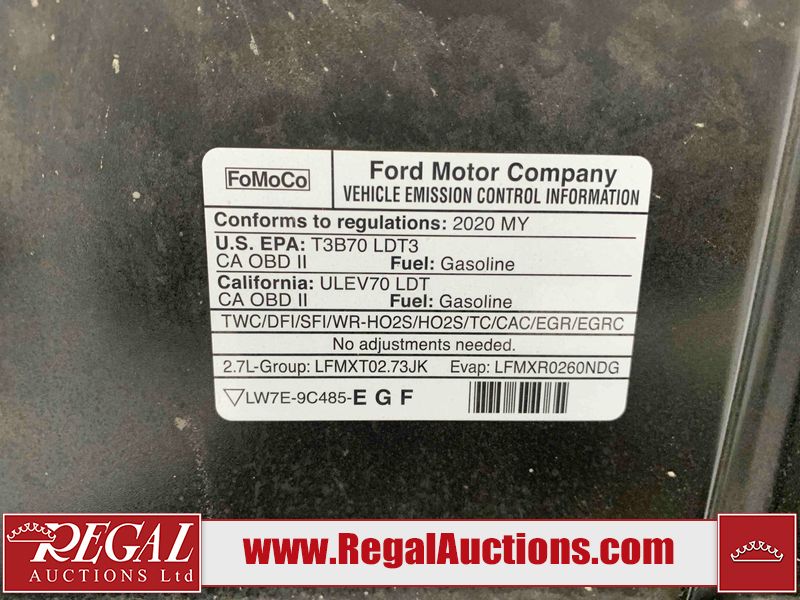 FoMoCo
Ford Motor Company
VEHICLE EMISSION CONTROL INFORMATION
Conforms to regulations: 2020 MY
U.S. EPA: T3B70 LDT3
CA OBD II Fuel: Gasoline
California: ULEV70 LDT
CA OBD II Fuel: Gasoline
TWC/DFI/SFI/WR-HO2S/HO2S/TC/CAC/EGR/EGRC
No adjustments needed.
2.7L-Group: LFMXT02.73JK Evap: LFMXR0260NDG
LW7E-9C485-E G F
REGAL
AUCTIONS Ltd
www.RegalAuctions.com